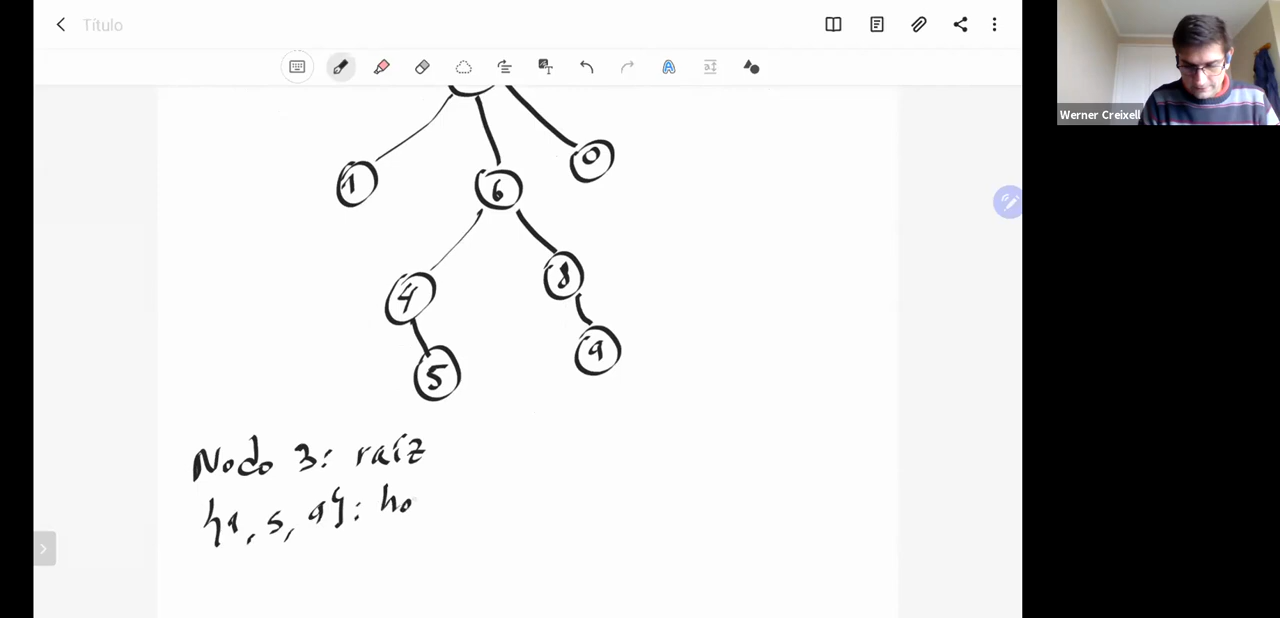 Título
Werner Creixell
1
6
0
4
8
5
9
Nodo 3: raíz
{1, 5, 9}: ho